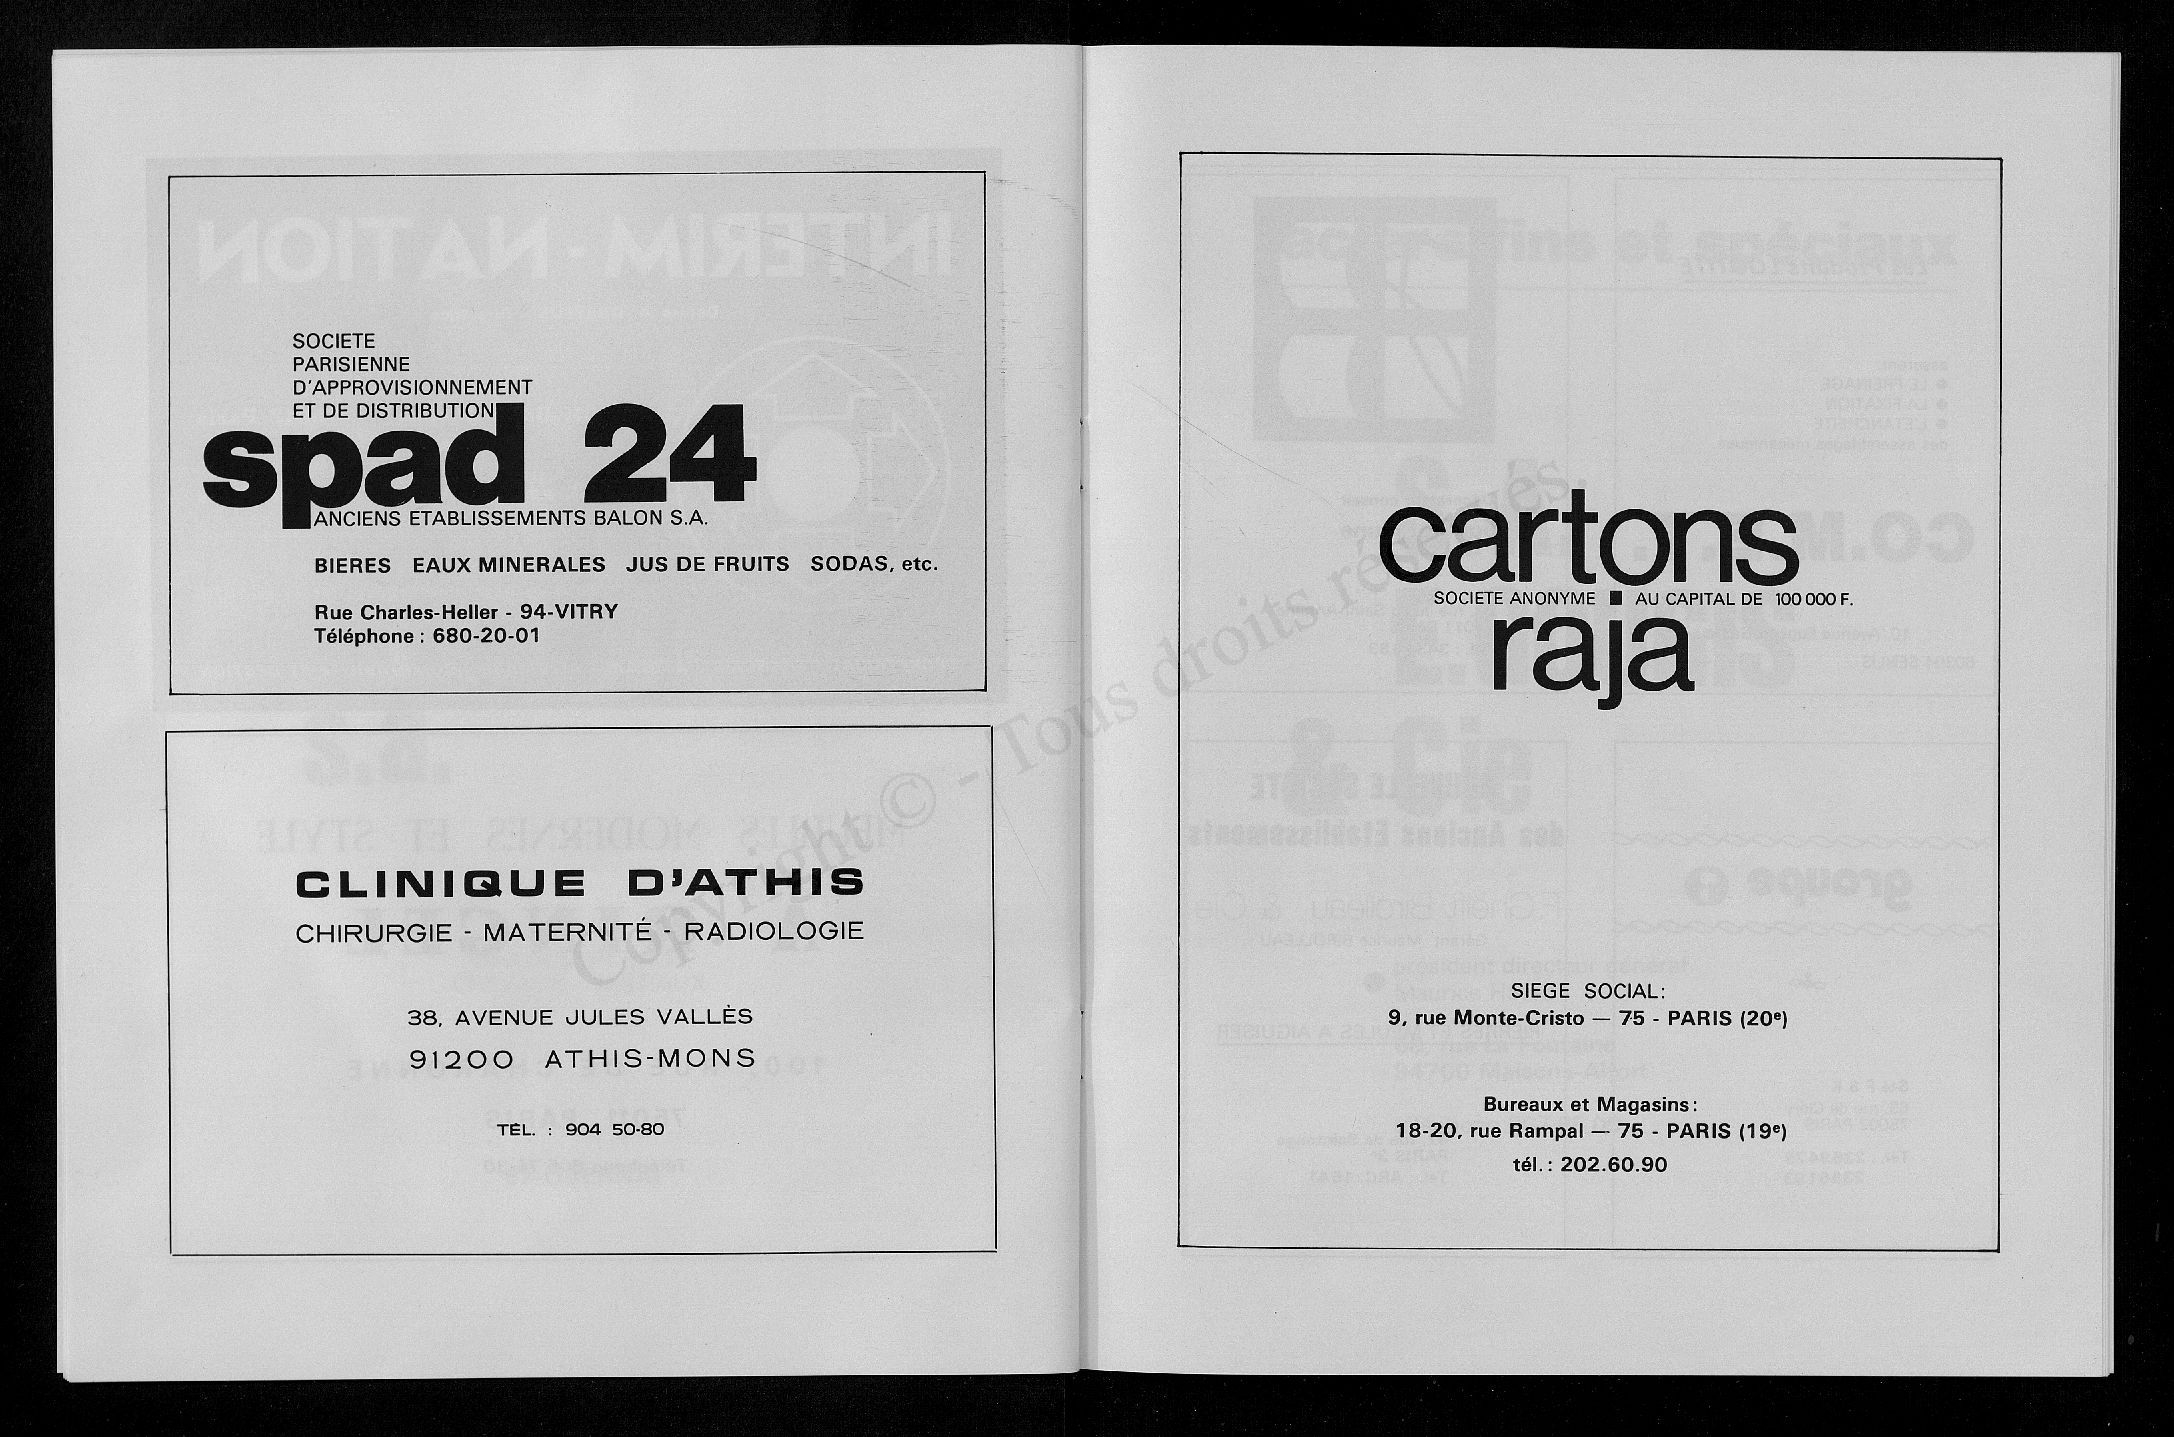 SOCIETE
PARISIENNE
D'APPROVISIONNEMENT
ET DE DISTRIBUTION
spad 24
ANCIENS ETABLISSEMENTS BALON S.A.
BIERES EAUX MINERALES JUS DE FRUITS SODAS, etc.
Rue Charles-Heller - 94-VITRY
Téléphone : 680-20-01
CLINIQUE D'ATHIS
CHIRURGIE - MATERNITÉ - RADIOLOGIE
38, AVENUE JULES VALLÈS
91200 ATHIS-MONS
TÉL. : 904 50-80
cartons
SOCIETE ANONYME ■ AU CAPITAL DE 100 000 F.
raja
SIEGE SOCIAL:
9, rue Monte-Cristo — 75 - PARIS (20e)
Bureaux et Magasins:
18-20, rue Rampal — 75 - PARIS (19e)
tél.: 202.60.90
Copyright © - Tous droits réservés.